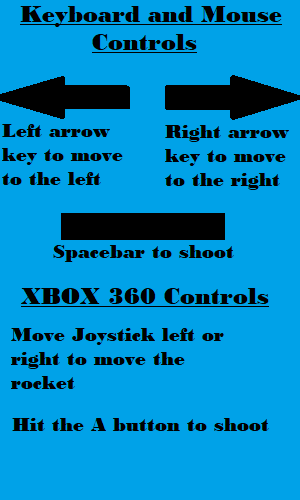 Keyboard and Mouse
Controls
Left arrow
key to move
to the left
Right arrow
key to move
to the right
Spacebar to shoot
XBOX 360 Controls
Move Joystick left or
right to move the
rocket
Hit the A button to shoot